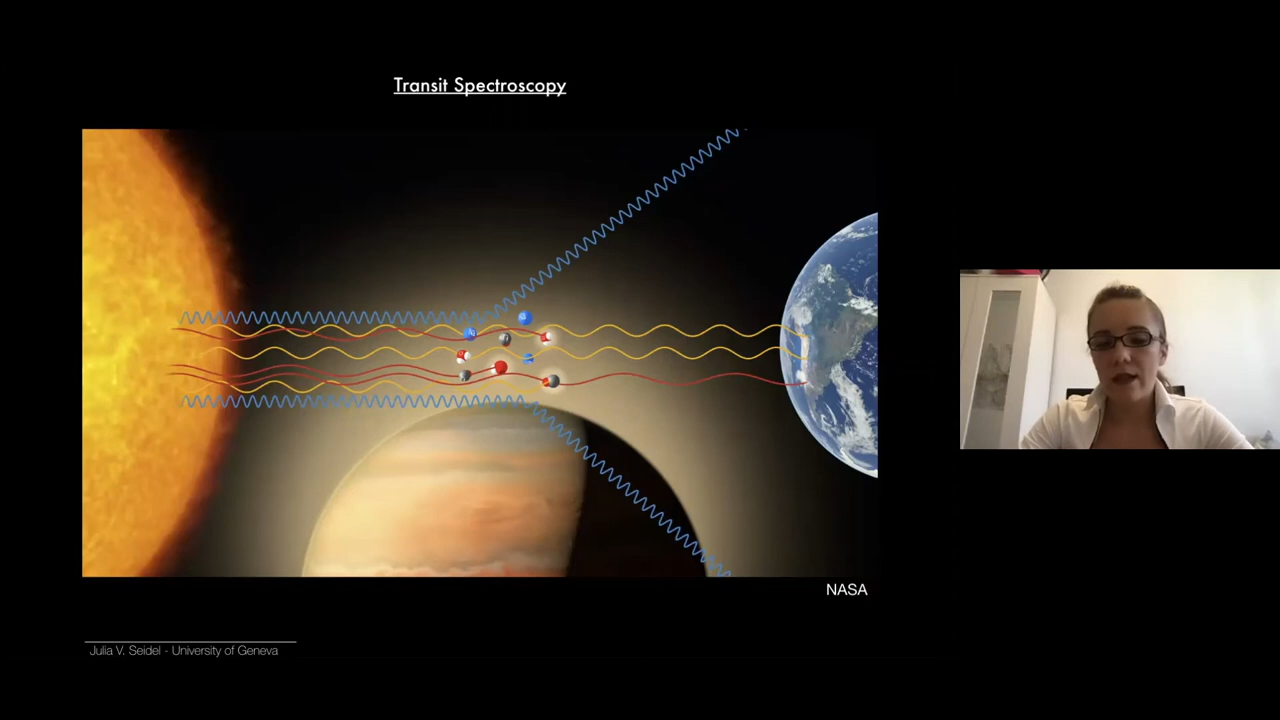 Transit Spectroscopy
NASA
Julia V. Seidel - University of Geneva